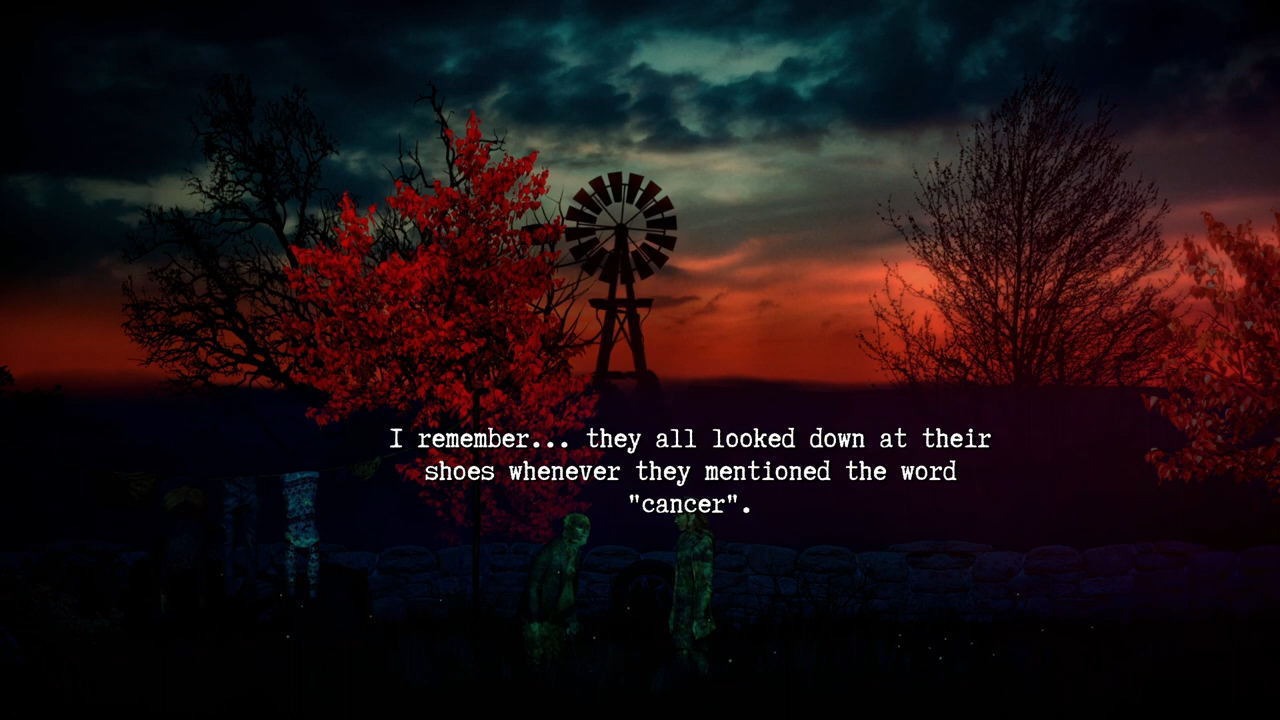 I remember... they all looked down at their
shoes whenever they mentioned the word
"cancer".